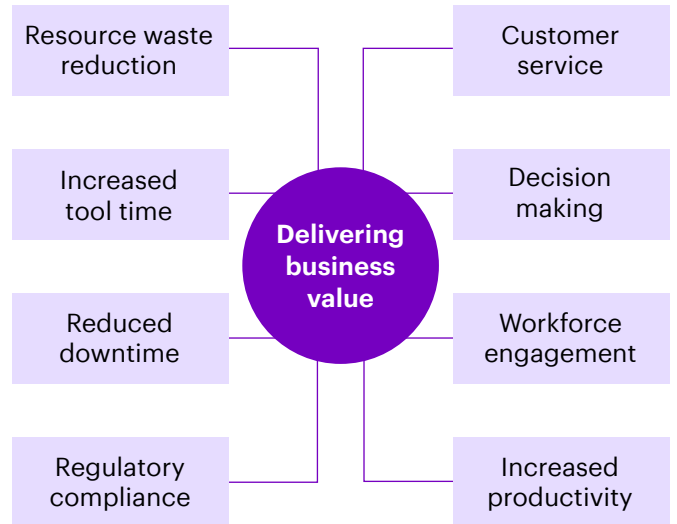 Resource waste
reduction
Customer
service
Increased
tool time
Decision
making
Delivering
business
value
Reduced
downtime
Workforce
engagement
Regulatory
compliance
Increased
productivity